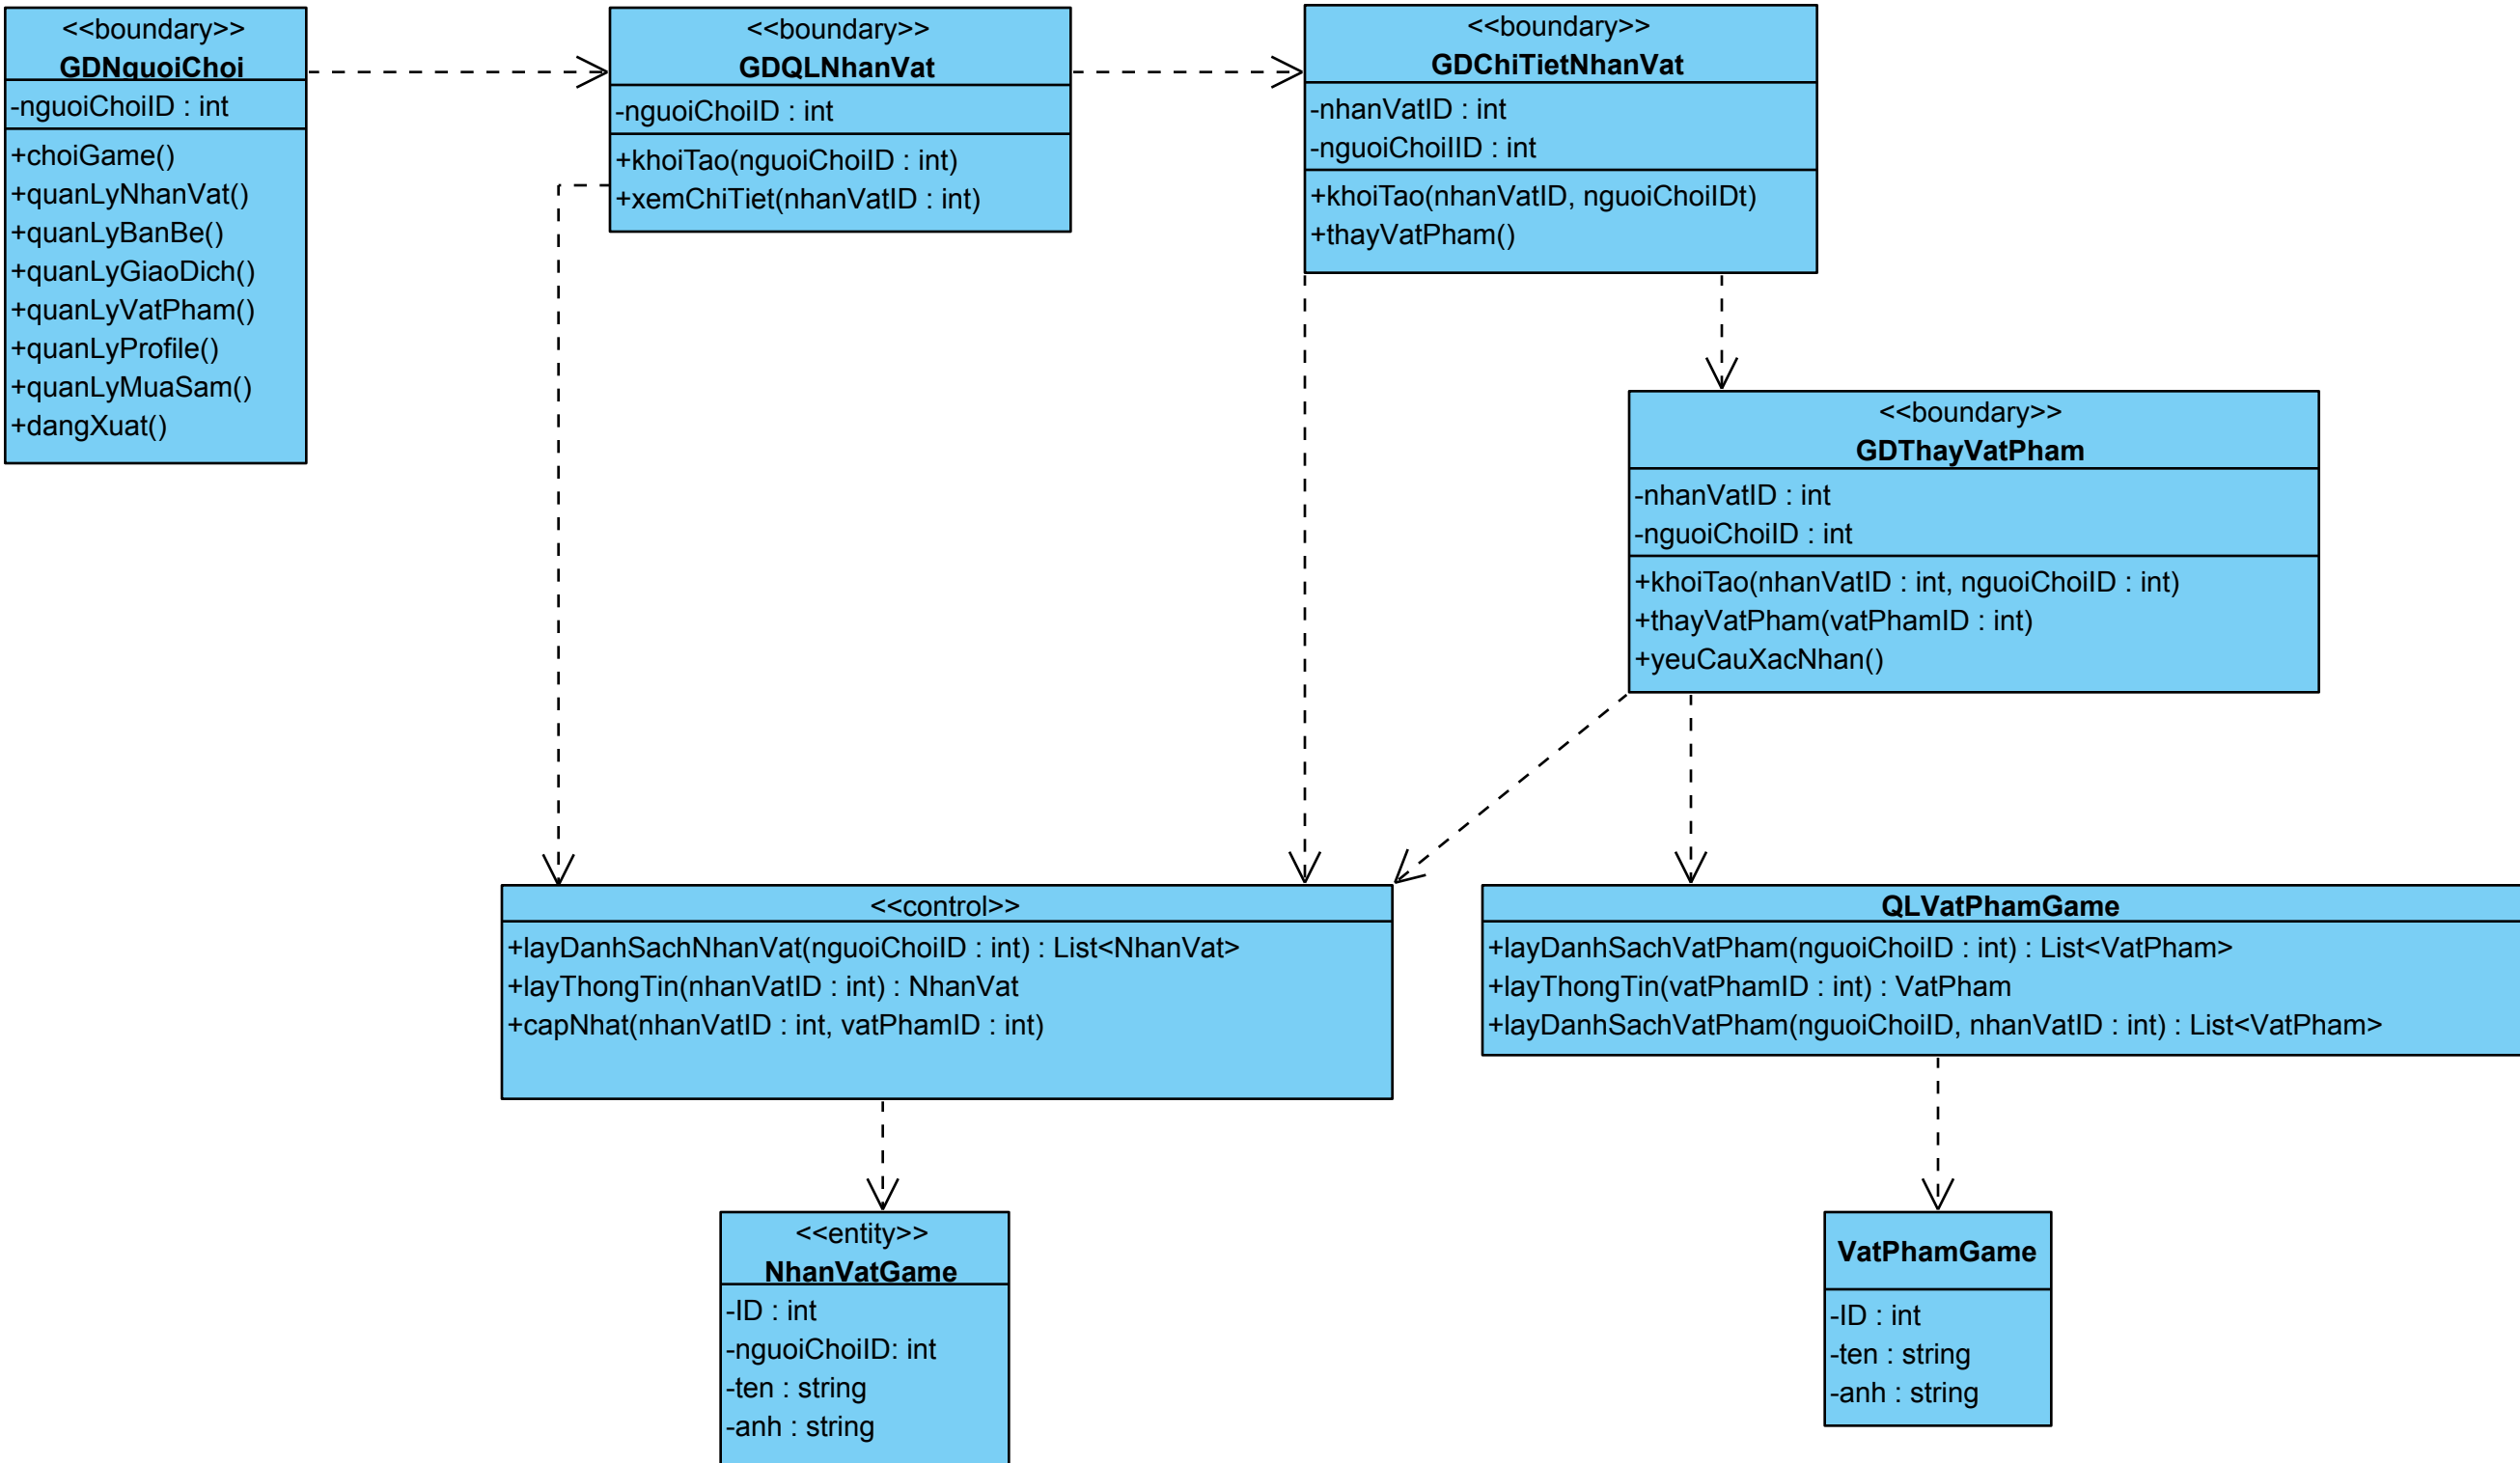 <<boundary>>
GDNguoiChoi
-nguoiChoiID : int
+choiGame()
+quanLyNhanVat()
+quanLyBanBe()
+quanLyGiaoDich()
+quanLyVatPham()
+quanLyProfile()
+quanLyMuaSam()
+dangXuat()
<<boundary>>
GDQLNhanVat
-nguoiChoiID : int
+khoiTao(nguoiChoiID : int)
+xemChiTiet(nhanVatID : int)
<<boundary>>
GDChiTietNhanVat
-nhanVatID : int
-nguoiChoiIID : int
+khoiTao(nhanVatID, nguoiChoiIDt)
+thayVatPham()
<<boundary>>
GDThayVatPham
-nhanVatID : int
-nguoiChoiID : int
+khoiTao(nhanVatID : int, nguoiChoiID : int)
+thayVatPham(vatPhamID : int)
+yeuCauXacNhan()
<<control>>
+layDanhSachNhanVat(nguoiChoiID : int) : List<NhanVat>
+layThongTin(nhanVatID : int) : NhanVat
+capNhat(nhanVatID : int, vatPhamID : int)
QLVatPhamGame
+layDanhSachVatPham(nguoiChoiID : int) : List<VatPham>
+layThongTin(vatPhamID : int) : VatPham
+layDanhSachVatPham(nguoiChoiID, nhanVatID : int) : List<VatPham>
<<entity>>
NhanVatGame
-ID : int
-nguoiChoiID: int
-ten : string
-anh : string
VatPhamGame
-ID : int
-ten : string
-anh : string